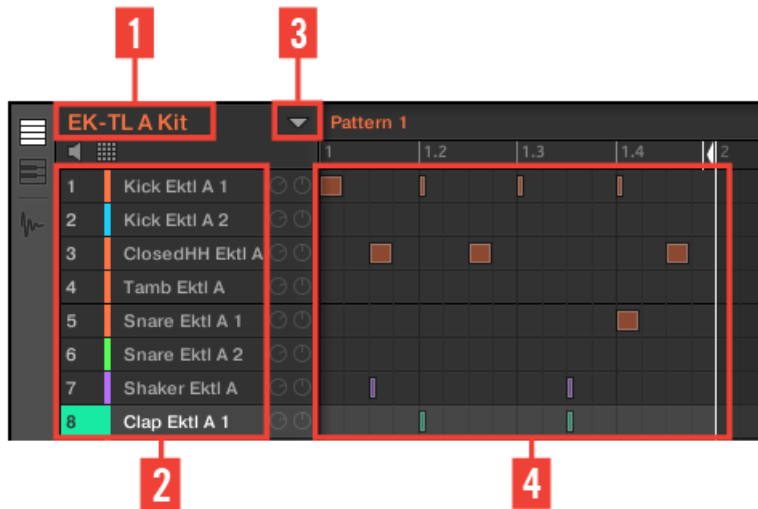 1
3
EK-TL A Kit
Pattern 1
1 1.2 1.3 1.4 2
1 Kick Ektl A 1
2 Kick Ektl A 2
3 ClosedHH Ektl A
4 Tamb Ektl A
5 Snare Ektl A 1
6 Snare Ektl A 2
7 Shaker Ektl A
8 Clap Ektl A 1
2
4